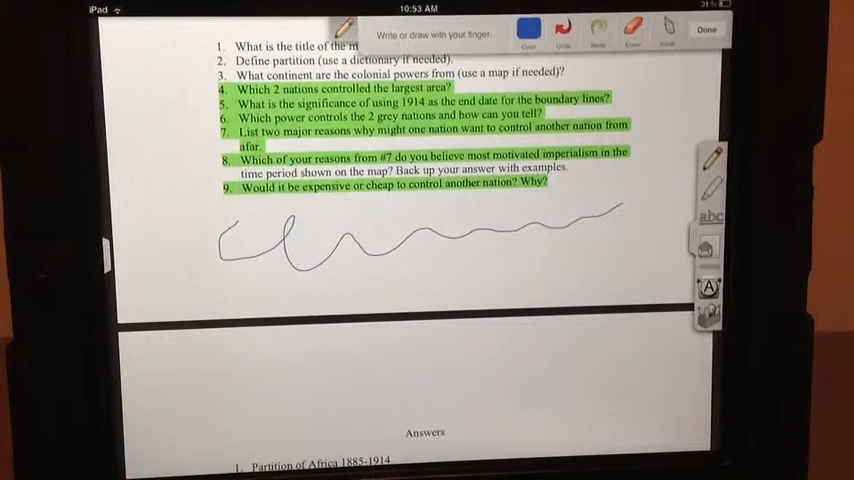 iPad 10:53 AM 31%
Write or draw with your finger. Color Undo Redo Erase Done
1. What is the title of the m
2. Define partition (use a dictionary if needed).
3. What continent are the colonial powers from (use a map if needed)?
4. Which 2 nations controlled the largest area?
5. What is the significance of using 1914 as the end date for the boundary lines?
6. Which power controls the 2 grey nations and how can you tell?
7. List two major reasons why might one nation want to control another nation from
afar.
8. Which of your reasons from #7 do you believe most motivated imperialism in the
time period shown on the map? Back up your answer with examples.
9. Would it be expensive or cheap to control another nation? Why?
abc
A
Answers
1. Partition of Africa 1885-1914